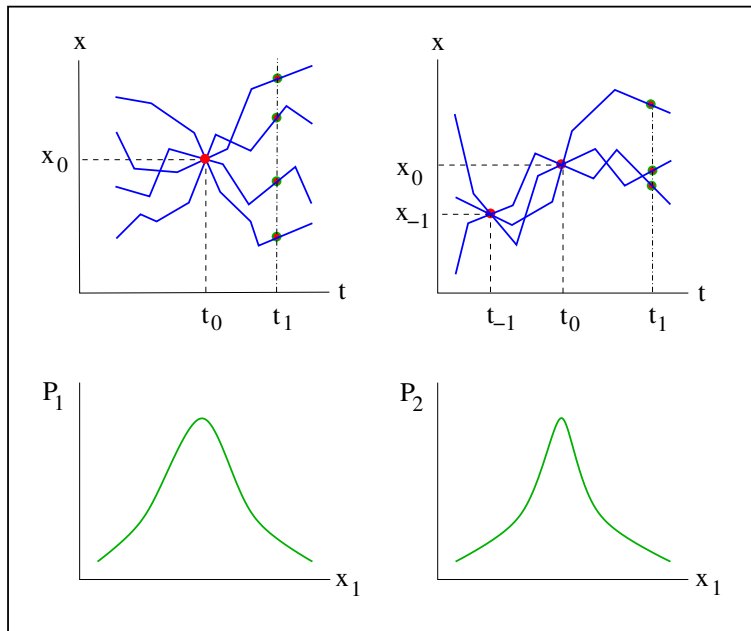 x
x₀
t
t₀
t₁
x
x₀
x₋₁
t
t₋₁
t₀
t₁
P₁
x₁
P₂
x₁